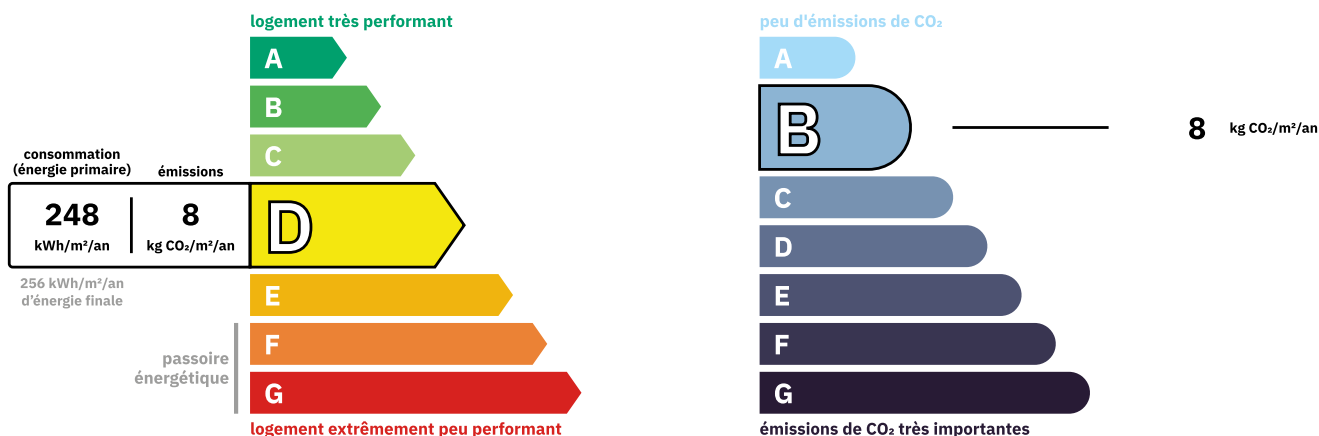 logement très performant
A
B
C
consommation
(énergie primaire)
émissions
248
kWh/m²/an
8
kg CO₂/m²/an
D
256 kWh/m²/an
d'énergie finale
E
passoire
énergétique
F
G
logement extrêmement peu performant
peu d'émissions de CO₂
A
B
8 kg CO₂/m²/an
C
D
E
F
G
émissions de CO₂ très importantes